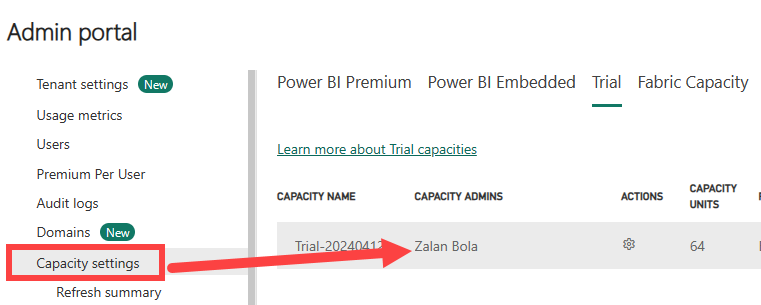 Admin portal
Tenant settings New
Usage metrics
Users
Premium Per User
Audit logs
Domains New
Capacity settings
Refresh summary
Power BI Premium Power BI Embedded Trial Fabric Capacity
Learn more about Trial capacities
CAPACITY NAME CAPACITY ADMINS ACTIONS CAPACITY UNITS
Trial-20240412 Zalan Bola 64